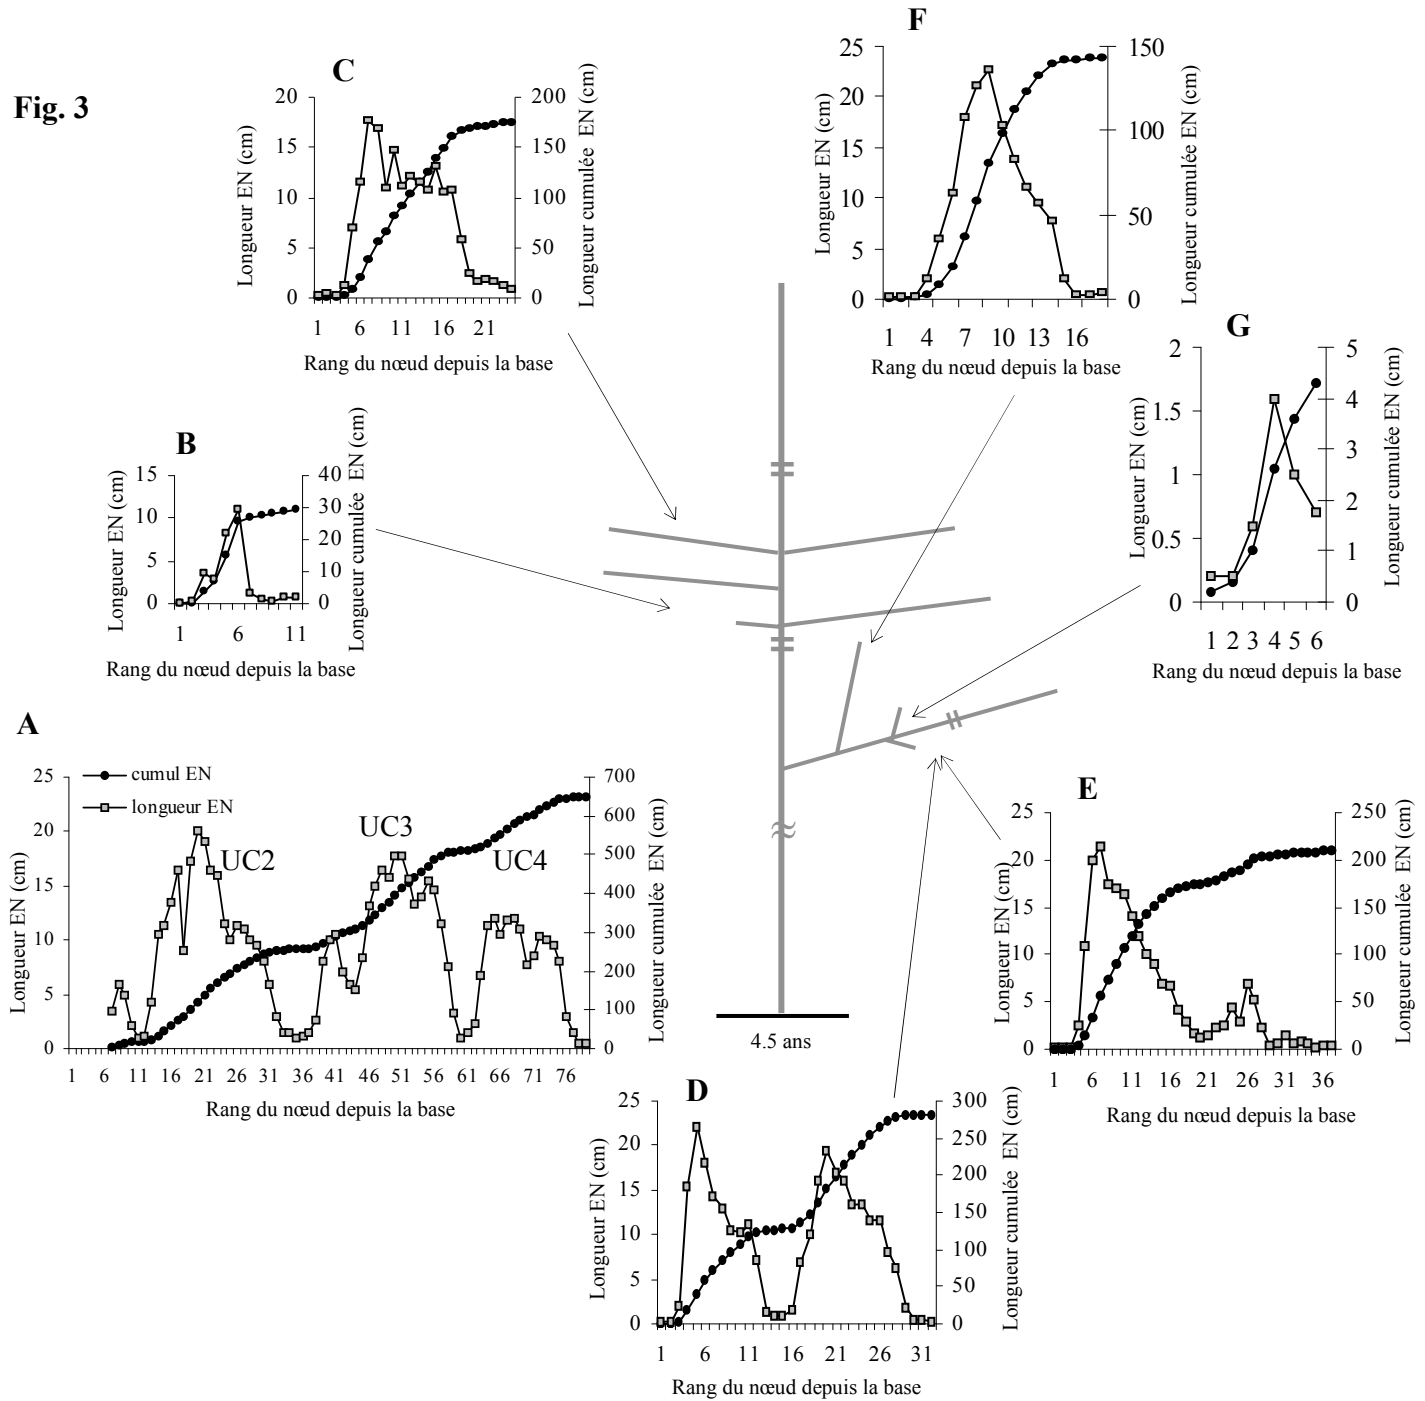 Fig. 3
C
Longueur EN (cm)
20
15
10
5
0
200
150
100
50
0
Longueur cumulée EN (cm)
1 6 11 16 21
Rang du nœud depuis la base
F
Longueur EN (cm)
25
20
15
10
5
0
150
100
50
0
Longueur cumulée EN (cm)
1 4 7 10 13 16
Rang du nœud depuis la base
G
Longueur EN (cm)
2
1.5
1
0.5
0
5
4
3
2
1
0
Longueur cumulée EN (cm)
1 2 3 4 5 6
Rang du nœud depuis la base
B
Longueur EN (cm)
15
10
5
0
40
30
20
10
0
Longueur cumulée EN (cm)
1 6 11
Rang du nœud depuis la base
A
cumul EN
longueur EN
UC2
UC3
UC4
Longueur EN (cm)
25
20
15
10
5
0
700
600
500
400
300
200
100
0
Longueur cumulée EN (cm)
1 6 11 16 21 26 31 36 41 46 51 56 61 66 71 76
Rang du nœud depuis la base
≈
4.5 ans
E
Longueur EN (cm)
25
20
15
10
5
0
250
200
150
100
50
0
Longueur cumulée EN (cm)
1 6 11 16 21 26 31 36
Rang du nœud depuis la base
D
Longueur EN (cm)
25
20
15
10
5
0
300
250
200
150
100
50
0
Longueur cumulée EN (cm)
1 6 11 16 21 26 31
Rang du nœud depuis la base